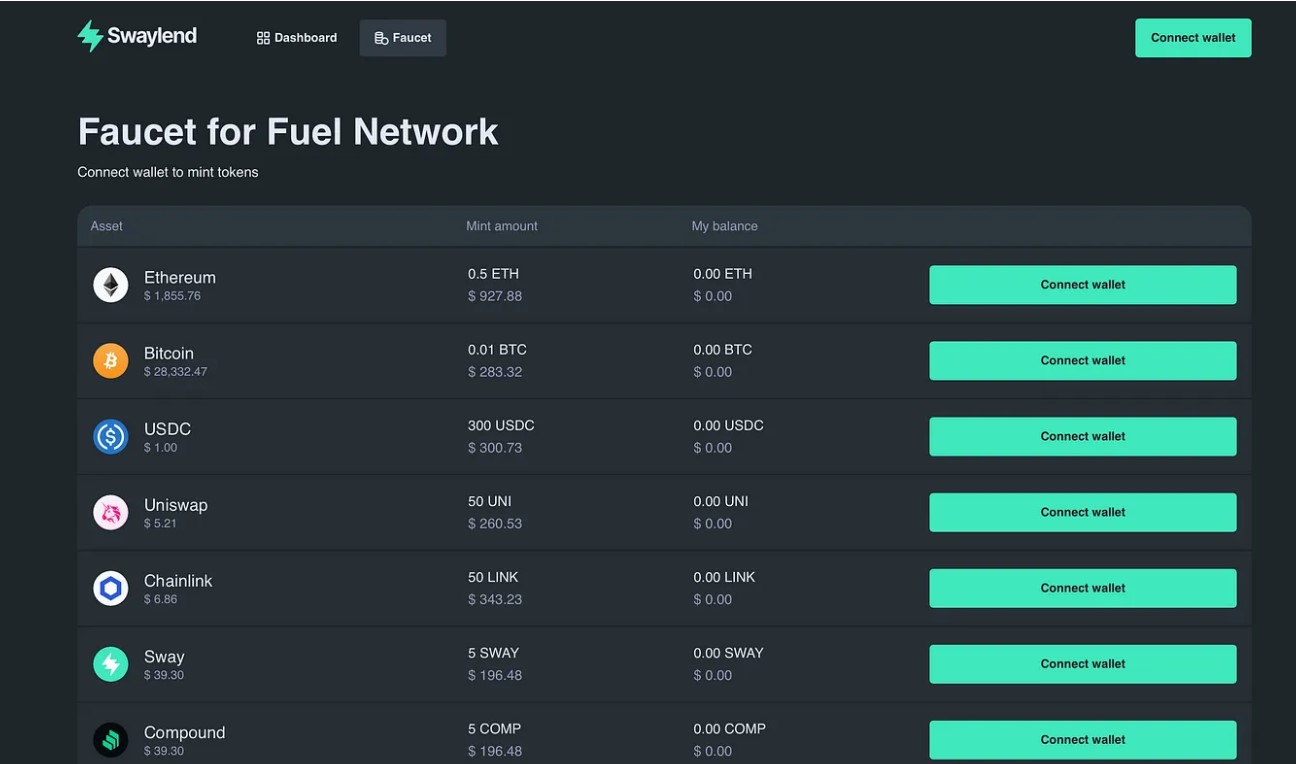 Swaylend
Dashboard
Faucet
Connect wallet
Faucet for Fuel Network
Connect wallet to mint tokens
Asset Mint amount My balance
Ethereum 0.5 ETH 0.00 ETH Connect wallet
$ 1,855.76 $ 927.88 $ 0.00
Bitcoin 0.01 BTC 0.00 BTC Connect wallet
$ 28,332.47 $ 283.32 $ 0.00
USDC 300 USDC 0.00 USDC Connect wallet
$ 1.00 $ 300.73 $ 0.00
Uniswap 50 UNI 0.00 UNI Connect wallet
$ 5.21 $ 260.53 $ 0.00
Chainlink 50 LINK 0.00 LINK Connect wallet
$ 6.86 $ 343.23 $ 0.00
Sway 5 SWAY 0.00 SWAY Connect wallet
$ 39.30 $ 196.48 $ 0.00
Compound 5 COMP 0.00 COMP Connect wallet
$ 39.30 $ 196.48 $ 0.00